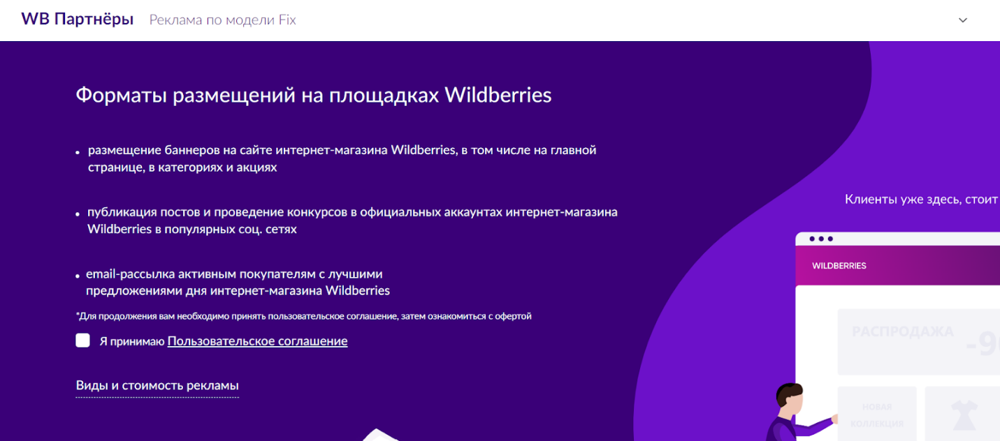 WB Партнёры Реклама по модели Fix
Форматы размещений на площадках Wildberries
• размещение баннеров на сайте интернет-магазина Wildberries, в том числе на главной
странице, в категориях и акциях
• публикация постов и проведение конкурсов в официальных аккаунтах интернет-магазина
Wildberries в популярных соц. сетях
• email-рассылка активным покупателям с лучшими
предложениями дня интернет-магазина Wildberries
*Для продолжения вам необходимо принять пользовательское соглашение, затем ознакомиться с офертой
Я принимаю Пользовательское соглашение
Виды и стоимость рекламы
Клиенты уже здесь, стоит
WILDBERRIES
РАСПРОДАЖА
-9
НОВАЯ
КОЛЛЕКЦИЯ